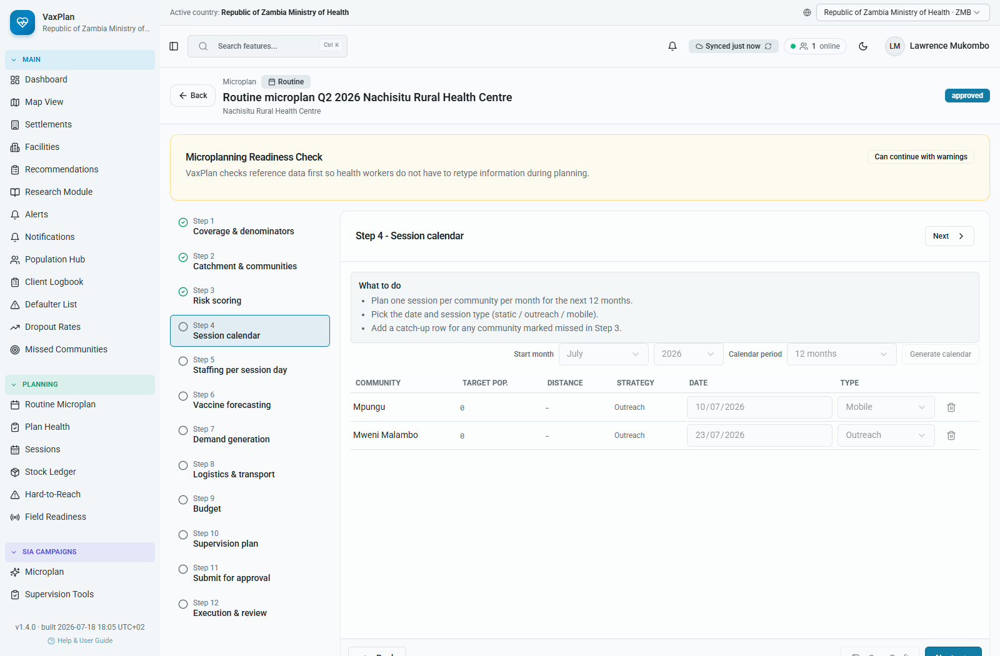 VaxPlan
Republic of Zambia Ministry of...
MAIN
Dashboard
Map View
Settlements
Facilities
Recommendations
Research Module
Alerts
Notifications
Population Hub
Client Logbook
Defaulter List
Dropout Rates
Missed Communities
PLANNING
Routine Microplan
Plan Health
Sessions
Stock Ledger
Hard-to-Reach
Field Readiness
SIA CAMPAIGNS
Microplan
Supervision Tools
v1.4.0 · built 2026-07-18 18:05 UTC+02
Help & User Guide
Active country: Republic of Zambia Ministry of Health
Republic of Zambia Ministry of Health · ZMB
Search features... Ctrl K
Synced just now
1 online
LM Lawrence Mukombo
Back
Microplan Routine
Routine microplan Q2 2026 Nachisitu Rural Health Centre
Nachisitu Rural Health Centre
approved
Microplanning Readiness Check
Can continue with warnings
VaxPlan checks reference data first so health workers do not have to retype information during planning.
Step 1
Coverage & denominators
Step 2
Catchment & communities
Step 3
Risk scoring
Step 4
Session calendar
Step 5
Staffing per session day
Step 6
Vaccine forecasting
Step 7
Demand generation
Step 8
Logistics & transport
Step 9
Budget
Step 10
Supervision plan
Step 11
Submit for approval
Step 12
Execution & review
Step 4 - Session calendar
Next
What to do
• Plan one session per community per month for the next 12 months.
• Pick the date and session type (static / outreach / mobile).
• Add a catch-up row for any community marked missed in Step 3.
Start month July 2026 Calendar period 12 months Generate calendar
COMMUNITY TARGET POP. DISTANCE STRATEGY DATE TYPE
Mpungu 0 – Outreach 10/07/2026 Mobile
Mweni Malambo 0 – Outreach 23/07/2026 Outreach